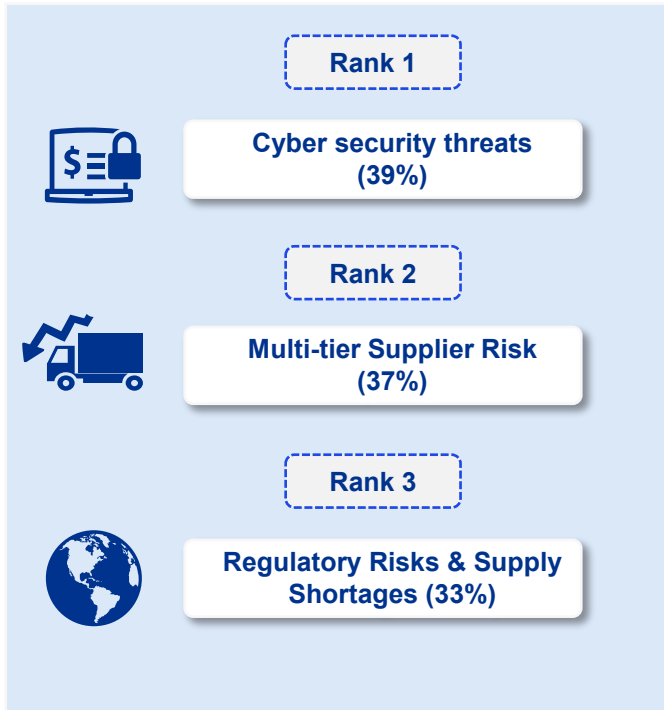 Rank 1
$
Cyber security threats
(39%)
Rank 2
Multi-tier Supplier Risk
(37%)
Rank 3
Regulatory Risks & Supply
Shortages (33%)